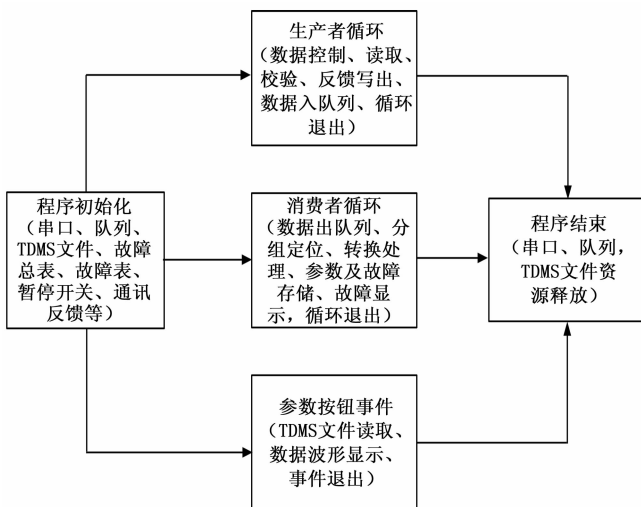 生产者循环
（数据控制、读取、
校验、反馈写出、
数据入队列、循环
退出）
程序初始化
（串口、队列、
TDMS文件、故障
总表、故障表、
暂停开关、通讯
反馈等）
消费者循环
（数据出队列、分
组定位、转换处
理、参数及故障
存储、故障显
示，循环退出）
程序结束
（串口、队列，
TDMS文件资
源释放）
参数按钮事件
（TDMS文件读取、
数据波形显示、
事件退出）